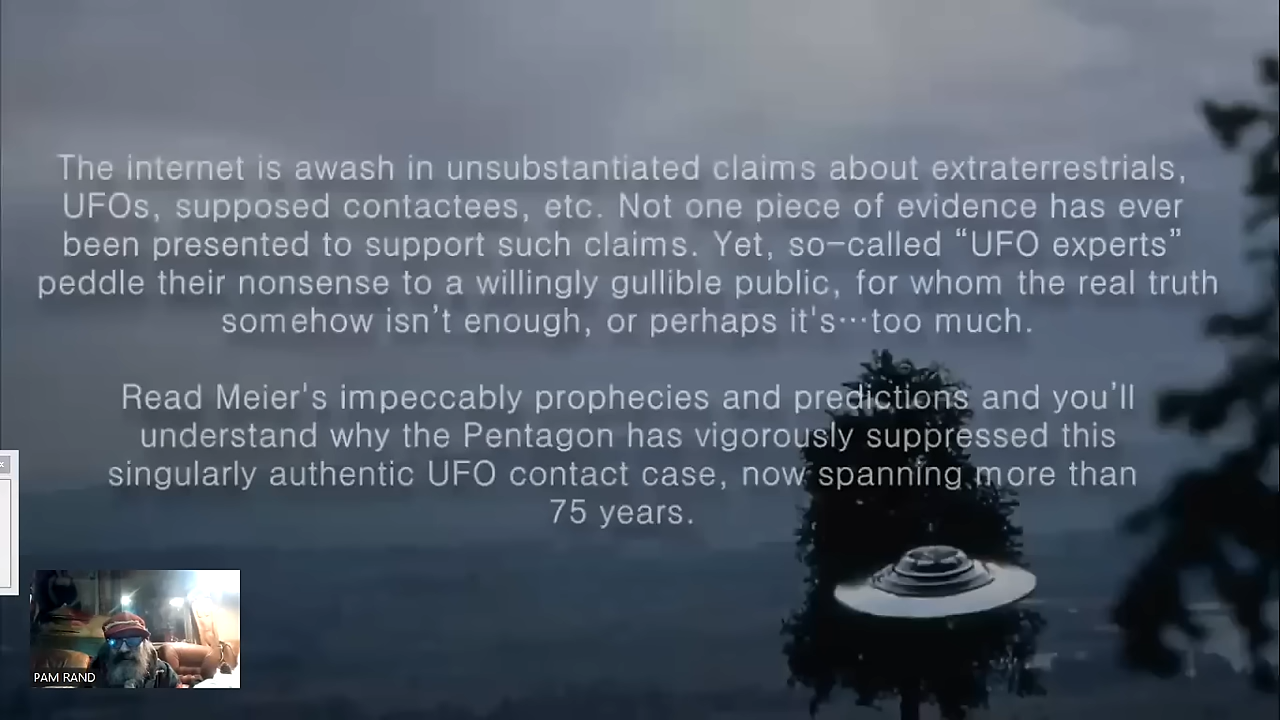 The internet is awash in unsubstantiated claims about extraterrestrials,
UFOs, supposed contactees, etc. Not one piece of evidence has ever
been presented to support such claims. Yet, so-called “UFO experts”
peddle their nonsense to a willingly gullible public, for whom the real truth
somehow isn’t enough, or perhaps it's…too much.
Read Meier's impeccably prophecies and predictions and you’ll
understand why the Pentagon has vigorously suppressed this
singularly authentic UFO contact case, now spanning more than
75 years.
PAM RAND